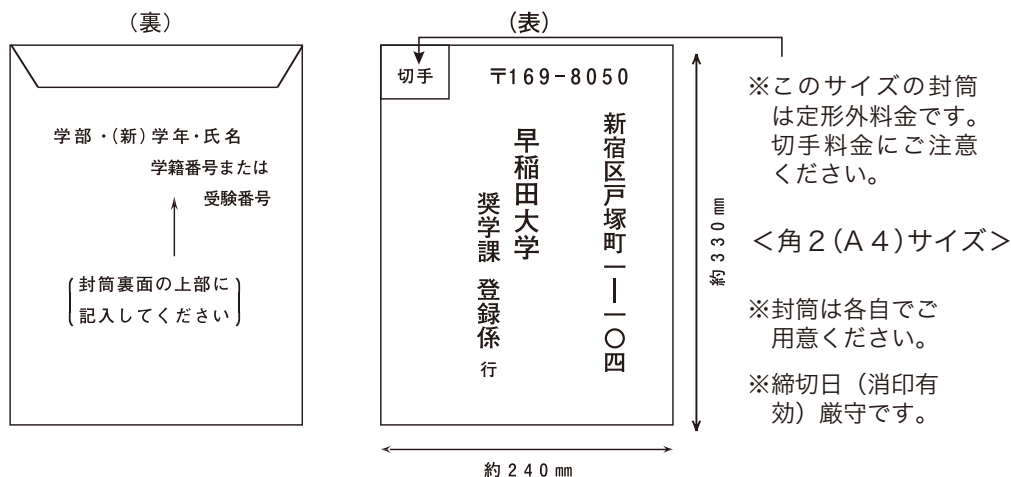 (裏)
学部・(新)学年・氏名
学籍番号または
受験番号
封筒裏面の上部に
記入してください
(表)
切手
〒169-8050
新宿区戸塚町一ー一〇四
早稲田大学
奨学課 登録係 行
約330㎜
約240㎜
※このサイズの封筒
は定形外料金です。
切手料金にご注意
ください。
<角2(A4)サイズ>
※封筒は各自でご
用意ください。
※締切日(消印有
効)厳守です。